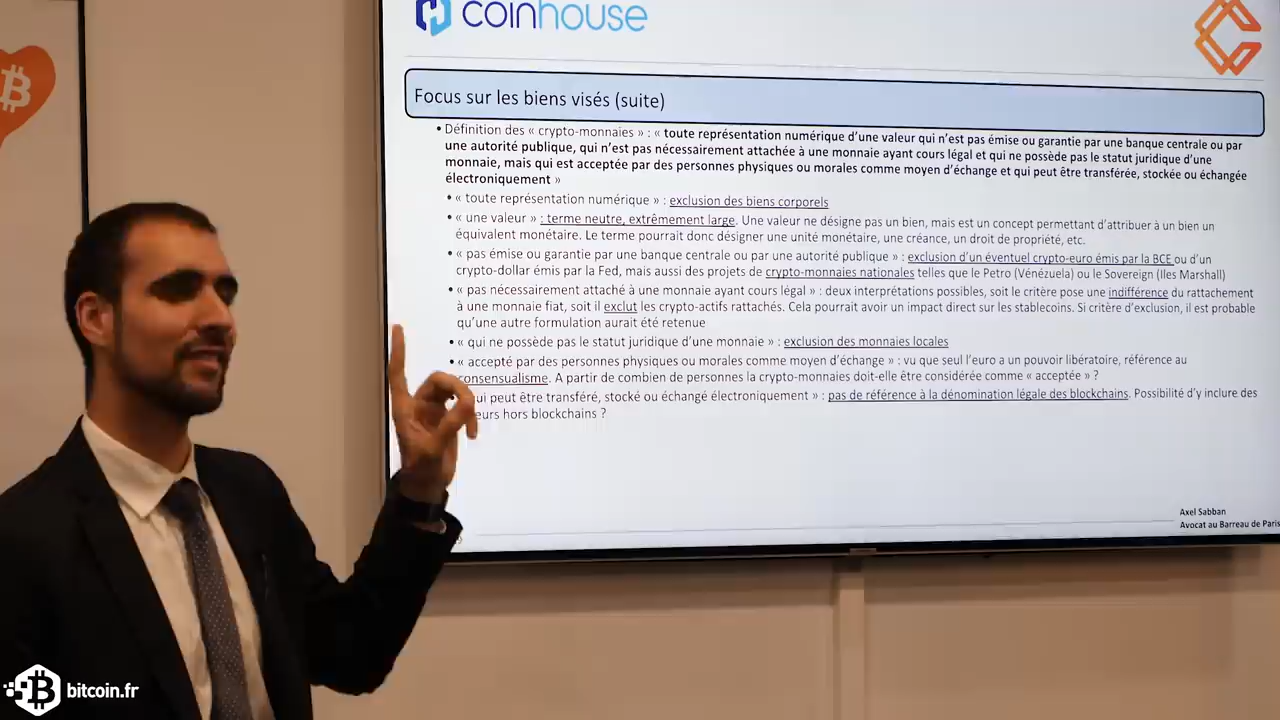 coinhouse
Focus sur les biens visés (suite)
• Définition des « crypto-monnaies » : « toute représentation numérique d’une valeur qui n’est pas émise ou garantie par une banque centrale ou par
une autorité publique, qui n’est pas nécessairement attachée à une monnaie ayant cours légal et qui ne possède pas le statut juridique d’une
monnaie, mais qui est acceptée par des personnes physiques ou morales comme moyen d’échange et qui peut être transférée, stockée ou échangée
électroniquement »
• « toute représentation numérique » : exclusion des biens corporels
• « une valeur » : terme neutre, extrêmement large. Une valeur ne désigne pas un bien, mais est un concept permettant d’attribuer à un bien un
équivalent monétaire. Le terme pourrait donc désigner une unité monétaire, une créance, un droit de propriété, etc.
• « pas émise ou garantie par une banque centrale ou par une autorité publique » : exclusion d’un éventuel crypto-euro émis par la BCE ou d’un
crypto-dollar émis par la Fed, mais aussi des projets de crypto-monnaies nationales telles que le Petro (Vénézuela) ou le Sovereign (Iles Marshall)
• « pas nécessairement attaché à une monnaie ayant cours légal » : deux interprétations possibles, soit le critère pose une indifférence du rattachement
à une monnaie fiat, soit il exclut les crypto-actifs rattachés. Cela pourrait avoir un impact direct sur les stablecoins. Si critère d’exclusion, il est probable
qu’une autre formulation aurait été retenue
• « qui ne possède pas le statut juridique d’une monnaie » : exclusion des monnaies locales
• « accepté par des personnes physiques ou morales comme moyen d’échange » : vu que seul l’euro a un pouvoir libératoire, référence au
consensualisme. A partir de combien de personnes la crypto-monnaies doit-elle être considérée comme « acceptée » ?
qui peut être transféré, stocké ou échangé électroniquement » : pas de référence à la dénomination légale des blockchains. Possibilité d’y inclure des
eurs hors blockchains ?
Axel Sabban
Avocat au Barreau de Paris
bitcoin.fr